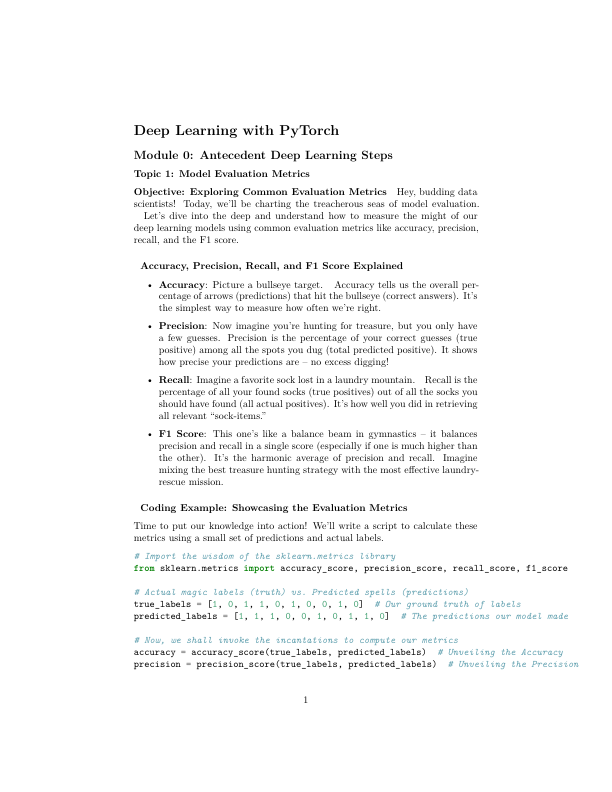 Deep Learning with PyTorch
Module 0: Antecedent Deep Learning Steps
Topic 1: Model Evaluation Metrics
Objective: Exploring Common Evaluation Metrics Hey, budding data
scientists! Today, we'll be charting the treacherous seas of model evaluation.
Let's dive into the deep and understand how to measure the might of our
deep learning models using common evaluation metrics like accuracy, precision,
recall, and the F1 score.
Accuracy, Precision, Recall, and F1 Score Explained
• Accuracy: Picture a bullseye target. Accuracy tells us the overall per-
centage of arrows (predictions) that hit the bullseye (correct answers). It's
the simplest way to measure how often we're right.
• Precision: Now imagine you're hunting for treasure, but you only have
a few guesses. Precision is the percentage of your correct guesses (true
positive) among all the spots you dug (total predicted positive). It shows
how precise your predictions are – no excess digging!
• Recall: Imagine a favorite sock lost in a laundry mountain. Recall is the
percentage of all your found socks (true positives) out of all the socks you
should have found (all actual positives). It's how well you did in retrieving
all relevant “sock-items.”
• F1 Score: This one's like a balance beam in gymnastics – it balances
precision and recall in a single score (especially if one is much higher than
the other). It's the harmonic average of precision and recall. Imagine
mixing the best treasure hunting strategy with the most effective laundry-
rescue mission.
Coding Example: Showcasing the Evaluation Metrics
Time to put our knowledge into action! We'll write a script to calculate these
metrics using a small set of predictions and actual labels.
# Import the wisdom of the sklearn.metrics library
from sklearn.metrics import accuracy_score, precision_score, recall_score, f1_score
# Actual magic labels (truth) vs. Predicted spells (predictions)
true_labels = [1, 0, 1, 1, 0, 1, 0, 0, 1, 0] # Our ground truth of labels
predicted_labels = [1, 1, 1, 0, 0, 1, 0, 1, 1, 0] # The predictions our model made
# Now, we shall invoke the incantations to compute our metrics
accuracy = accuracy_score(true_labels, predicted_labels) # Unveiling the Accuracy
precision = precision_score(true_labels, predicted_labels) # Unveiling the Precision
1